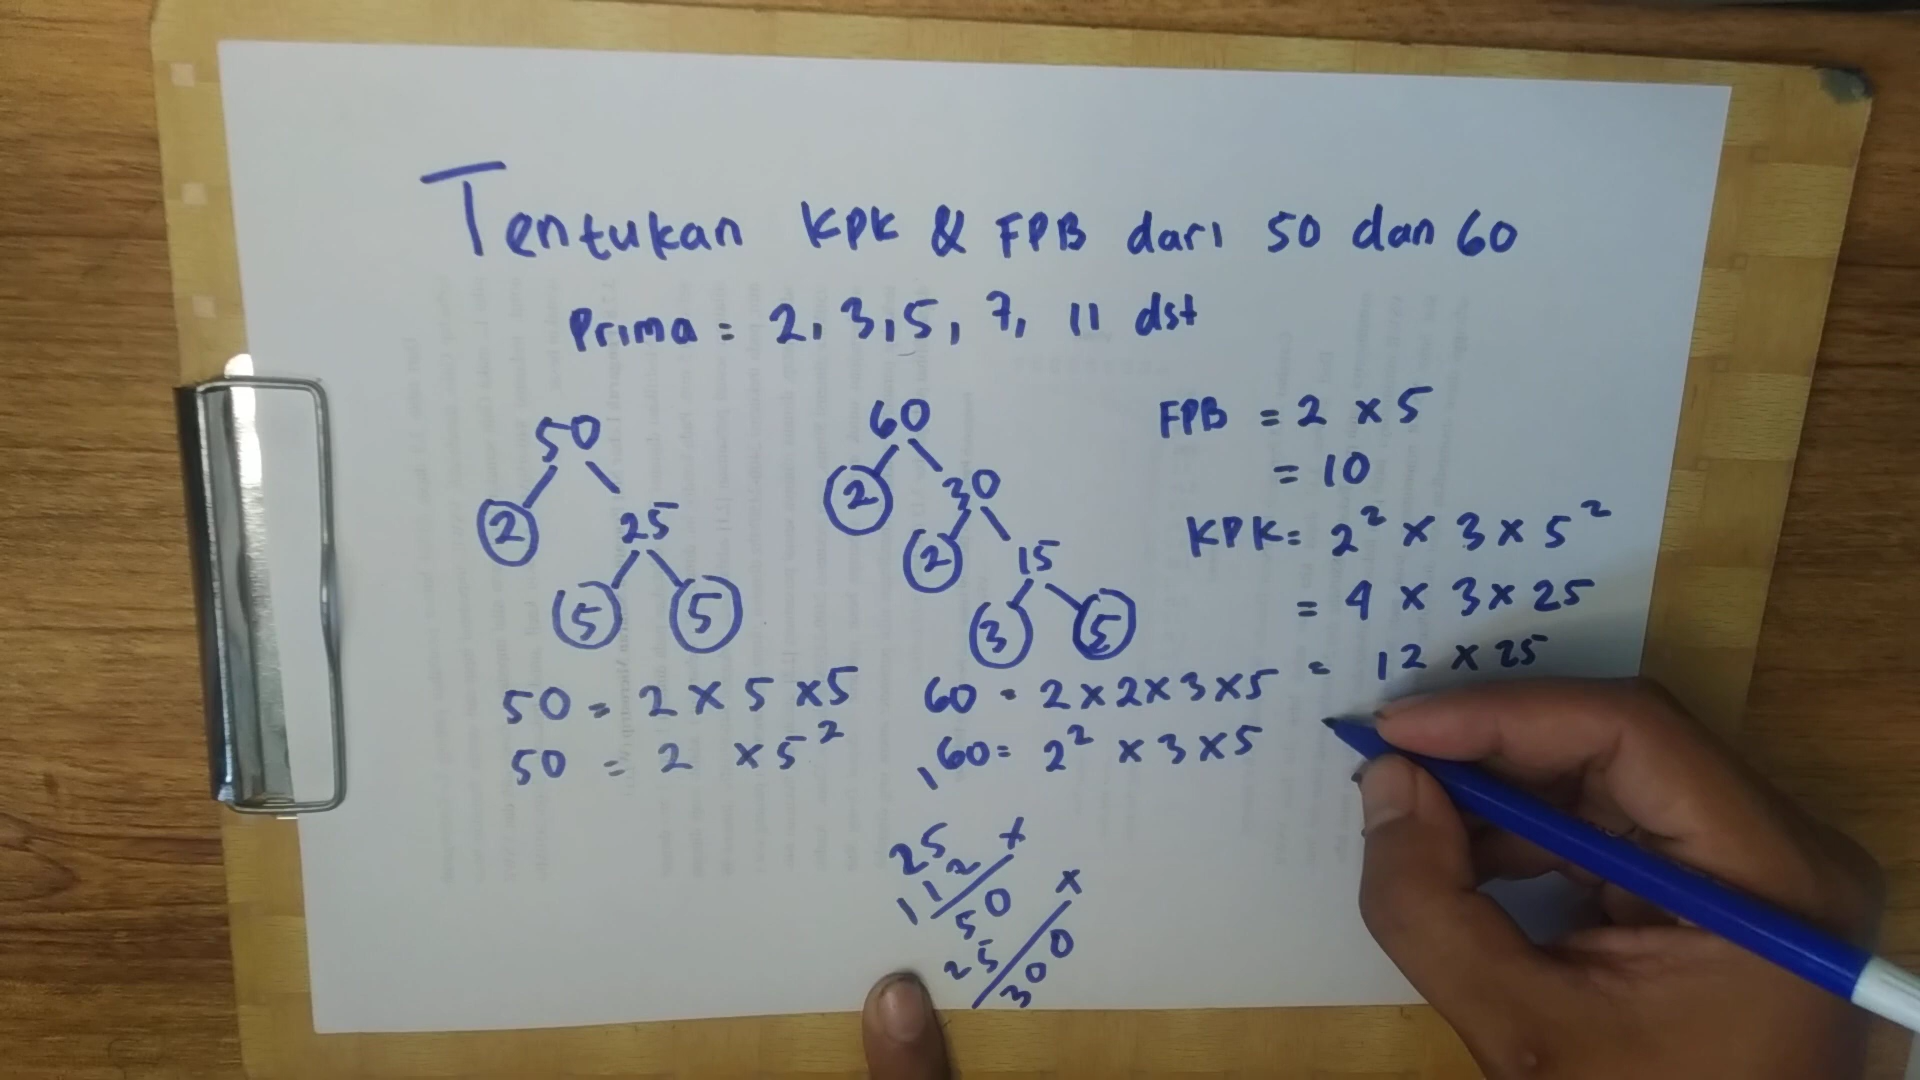 Tentukan KPK & FPB dari 50 dan 60
Prima = 2, 3, 5, 7, 11 dst
50
2 25
5 5
50 = 2 x 5 x 5
50 = 2 x 5²
60
2 30
2 15
3 5
60 = 2 x 2 x 3 x 5
60 = 2² x 3 x 5
FPB = 2 x 5
= 10
KPK = 2² x 3 x 5²
= 4 x 3 x 25
= 12 x 25
25 x
12
1
50
25 x
300